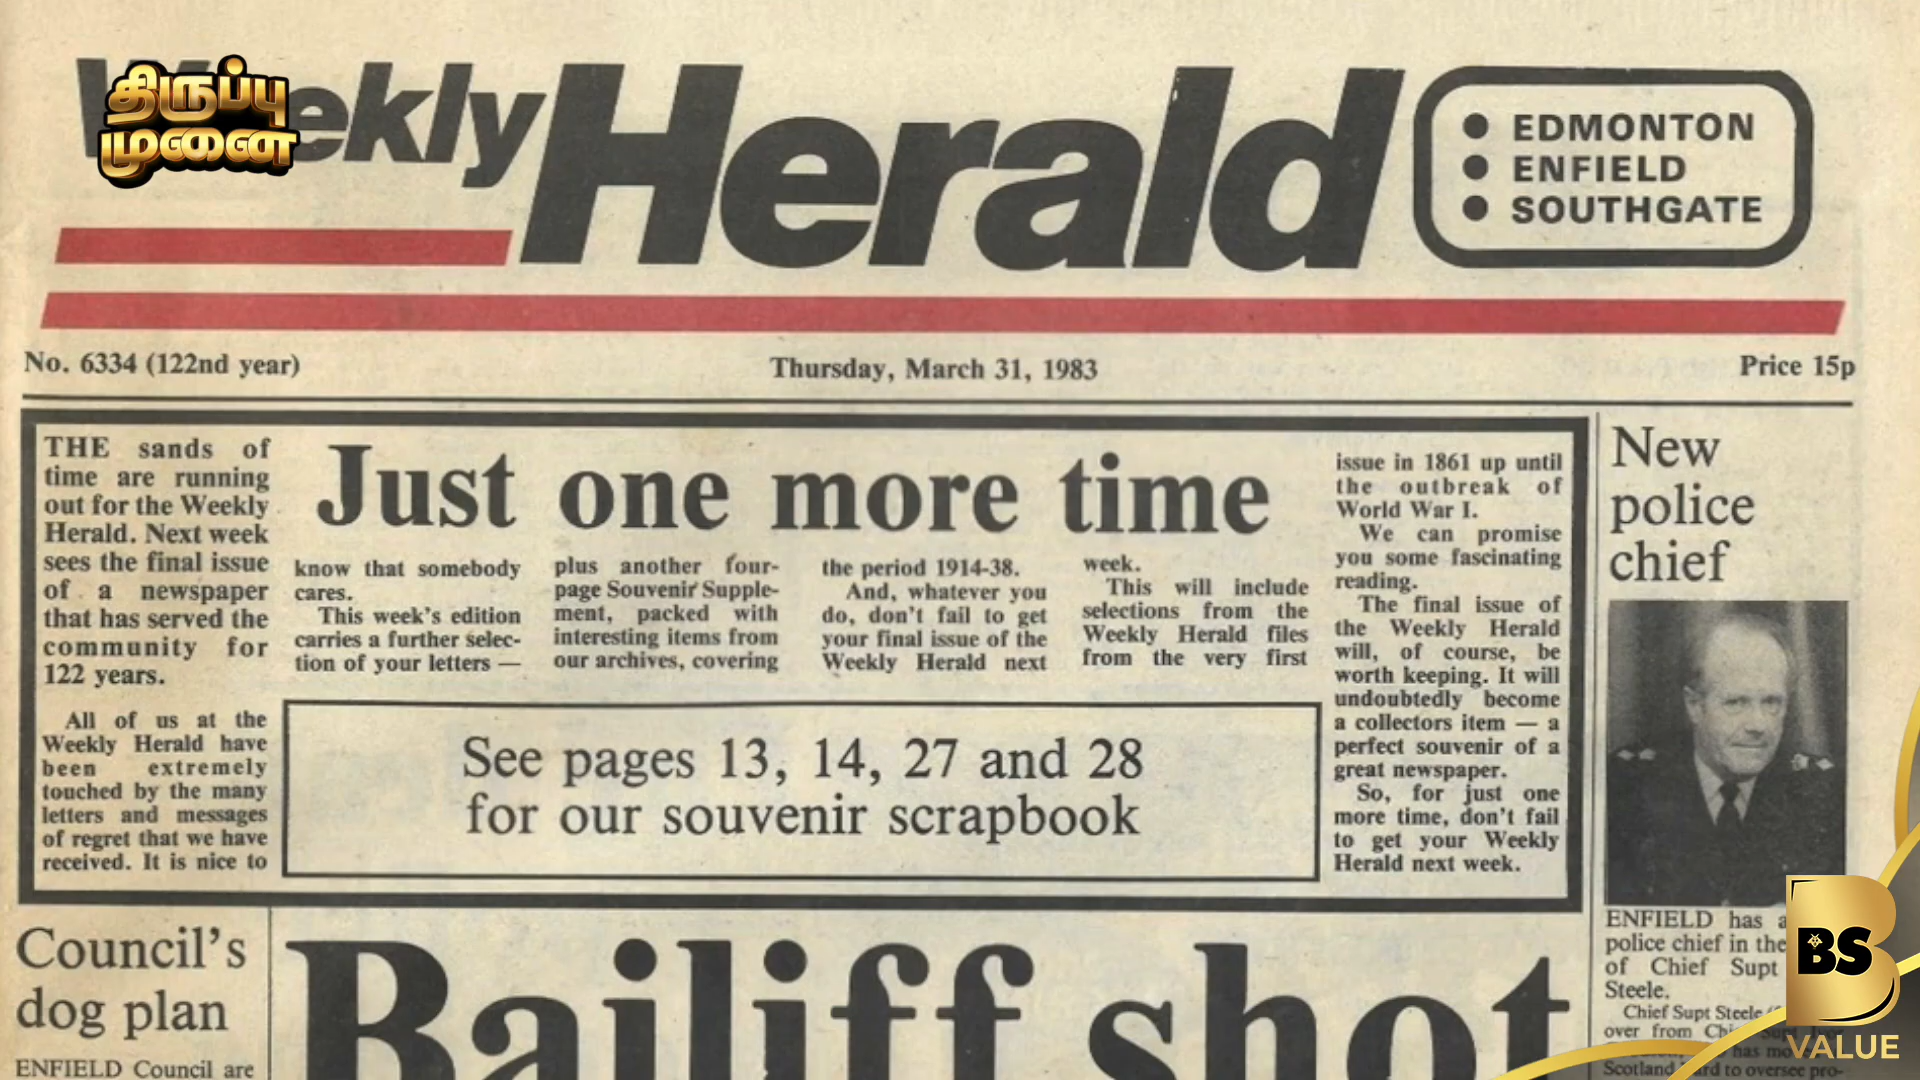 திருப்பு
முனை
Weekly Herald
EDMONTON
ENFIELD
SOUTHGATE
No. 6334 (122nd year)
Thursday, March 31, 1983
Price 15p
THE sands of
time are running
out for the Weekly
Herald. Next week
sees the final issue
of a newspaper
that has served the
community for
122 years.
All of us at the
Weekly Herald have
been extremely
touched by the many
letters and messages
of regret that we have
received. It is nice to
Just one more time
know that somebody
cares.
This week's edition
carries a further selec-
tion of your letters —
plus another four-
page Souvenir Supple-
ment, packed with
interesting items from
our archives, covering
the period 1914-38.
And, whatever you
do, don't fail to get
your final issue of the
Weekly Herald next
week.
This will include
selections from the
Weekly Herald files
from the very first
issue in 1861 up until
the outbreak of
World War I.
We can promise
you some fascinating
reading.
The final issue of
the Weekly Herald
will, of course, be
worth keeping. It will
undoubtedly become
a collectors item — a
perfect souvenir of a
great newspaper.
So, for just one
more time, don't fail
to get your Weekly
Herald next week.
See pages 13, 14, 27 and 28
for our souvenir scrapbook
New
police
chief
ENFIELD has a
police chief in the
of Chief Supt
Steele.
Chief Supt Steele
over from
has
Scotland to oversee pro-
Council's
dog plan
ENFIELD Council are
Bailiff shot
BS
VALUE